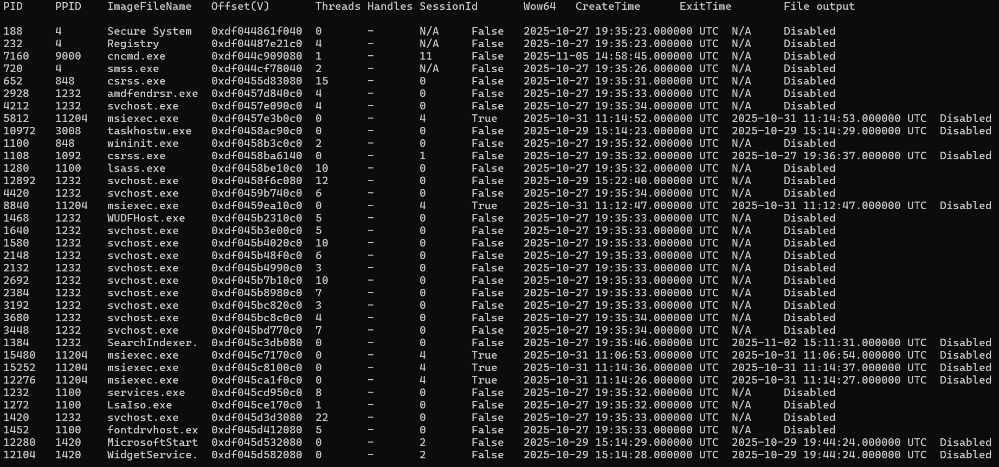 PID PPID ImageFileName Offset(V) Threads Handles SessionId Wow64 CreateTime ExitTime File output
188 4 Secure System 0xdf044861f040 0 - N/A False 2025-10-27 19:35:23.000000 UTC N/A Disabled
232 4 Registry 0xdf04487e21c0 4 - N/A False 2025-10-27 19:35:23.000000 UTC N/A Disabled
7160 9000 cncmd.exe 0xdf044c909080 1 - 11 False 2025-11-05 14:58:45.000000 UTC N/A Disabled
720 4 smss.exe 0xdf044cf78040 2 - N/A False 2025-10-27 19:35:26.000000 UTC N/A Disabled
652 848 csrss.exe 0xdf0455d83080 15 - 0 False 2025-10-27 19:35:31.000000 UTC N/A Disabled
2928 1232 amdfendrsr.exe 0xdf0457d840c0 4 - 0 False 2025-10-27 19:35:33.000000 UTC N/A Disabled
4212 1232 svchost.exe 0xdf0457e090c0 4 - 0 False 2025-10-27 19:35:34.000000 UTC N/A Disabled
5812 11204 msiexec.exe 0xdf0457e3b0c0 0 - 4 True 2025-10-31 11:14:52.000000 UTC 2025-10-31 11:14:53.000000 UTC Disabled
10972 3008 taskhostw.exe 0xdf0458ac90c0 0 - 0 False 2025-10-29 15:14:23.000000 UTC 2025-10-29 15:14:29.000000 UTC Disabled
1100 848 wininit.exe 0xdf0458b3c0c0 2 - 0 False 2025-10-27 19:35:32.000000 UTC N/A Disabled
1108 1092 csrss.exe 0xdf0458ba6140 0 - 1 False 2025-10-27 19:35:32.000000 UTC 2025-10-27 19:36:37.000000 UTC Disabled
1280 1100 lsass.exe 0xdf0458be10c0 10 - 0 False 2025-10-27 19:35:32.000000 UTC N/A Disabled
12892 1232 svchost.exe 0xdf0458f6c080 12 - 0 False 2025-10-29 15:22:40.000000 UTC N/A Disabled
4420 1232 svchost.exe 0xdf0459b740c0 6 - 0 False 2025-10-27 19:35:34.000000 UTC N/A Disabled
8840 11204 msiexec.exe 0xdf0459ea10c0 0 - 4 True 2025-10-31 11:12:47.000000 UTC 2025-10-31 11:12:47.000000 UTC Disabled
1468 1232 WUDFHost.exe 0xdf045b2310c0 5 - 0 False 2025-10-27 19:35:33.000000 UTC N/A Disabled
1640 1232 svchost.exe 0xdf045b3e00c0 5 - 0 False 2025-10-27 19:35:33.000000 UTC N/A Disabled
1580 1232 svchost.exe 0xdf045b4020c0 10 - 0 False 2025-10-27 19:35:33.000000 UTC N/A Disabled
2148 1232 svchost.exe 0xdf045b48f0c0 6 - 0 False 2025-10-27 19:35:33.000000 UTC N/A Disabled
2132 1232 svchost.exe 0xdf045b4990c0 3 - 0 False 2025-10-27 19:35:33.000000 UTC N/A Disabled
2692 1232 svchost.exe 0xdf045b7b10c0 10 - 0 False 2025-10-27 19:35:33.000000 UTC N/A Disabled
2384 1232 svchost.exe 0xdf045b8980c0 7 - 0 False 2025-10-27 19:35:33.000000 UTC N/A Disabled
3192 1232 svchost.exe 0xdf045bc820c0 3 - 0 False 2025-10-27 19:35:33.000000 UTC N/A Disabled
3680 1232 svchost.exe 0xdf045bc8c0c0 4 - 0 False 2025-10-27 19:35:34.000000 UTC N/A Disabled
3448 1232 svchost.exe 0xdf045bd770c0 7 - 0 False 2025-10-27 19:35:34.000000 UTC N/A Disabled
1384 1232 SearchIndexer. 0xdf045c3db080 0 - 0 False 2025-10-27 19:35:46.000000 UTC 2025-11-02 15:11:31.000000 UTC Disabled
15480 11204 msiexec.exe 0xdf045c7170c0 0 - 4 True 2025-10-31 11:06:53.000000 UTC 2025-10-31 11:06:54.000000 UTC Disabled
15252 11204 msiexec.exe 0xdf045c8100c0 0 - 4 True 2025-10-31 11:14:36.000000 UTC 2025-10-31 11:14:37.000000 UTC Disabled
12276 11204 msiexec.exe 0xdf045ca1f0c0 0 - 4 True 2025-10-31 11:14:26.000000 UTC 2025-10-31 11:14:27.000000 UTC Disabled
1232 1100 services.exe 0xdf045cd950c0 8 - 0 False 2025-10-27 19:35:32.000000 UTC N/A Disabled
1272 1100 LsaIso.exe 0xdf045ce170c0 1 - 0 False 2025-10-27 19:35:32.000000 UTC N/A Disabled
1420 1232 svchost.exe 0xdf045d3d3080 22 - 0 False 2025-10-27 19:35:33.000000 UTC N/A Disabled
1452 1100 fontdrvhost.ex 0xdf045d412080 5 - 0 False 2025-10-27 19:35:33.000000 UTC N/A Disabled
12280 1420 MicrosoftStart 0xdf045d532080 0 - 2 False 2025-10-29 15:14:29.000000 UTC 2025-10-29 19:44:24.000000 UTC Disabled
12104 1420 WidgetService. 0xdf045d582080 0 - 2 False 2025-10-29 15:14:28.000000 UTC 2025-10-29 19:44:24.000000 UTC Disabled